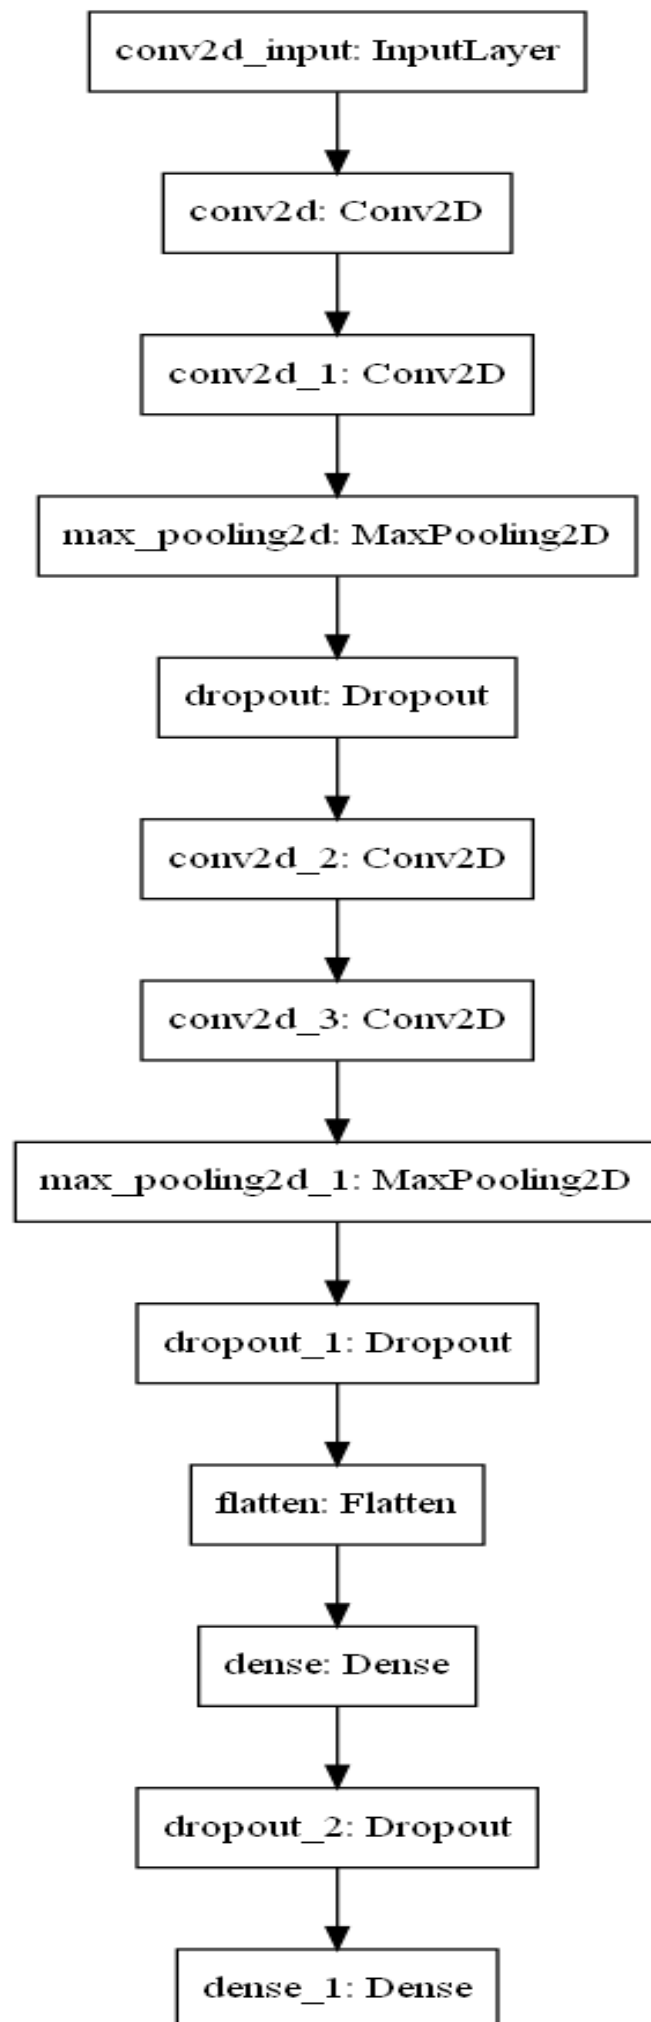 conv2d_input: InputLayer
conv2d: Conv2D
conv2d_1: Conv2D
max_pooling2d: MaxPooling2D
dropout: Dropout
conv2d_2: Conv2D
conv2d_3: Conv2D
max_pooling2d_1: MaxPooling2D
dropout_1: Dropout
flatten: Flatten
dense: Dense
dropout_2: Dropout
dense_1: Dense